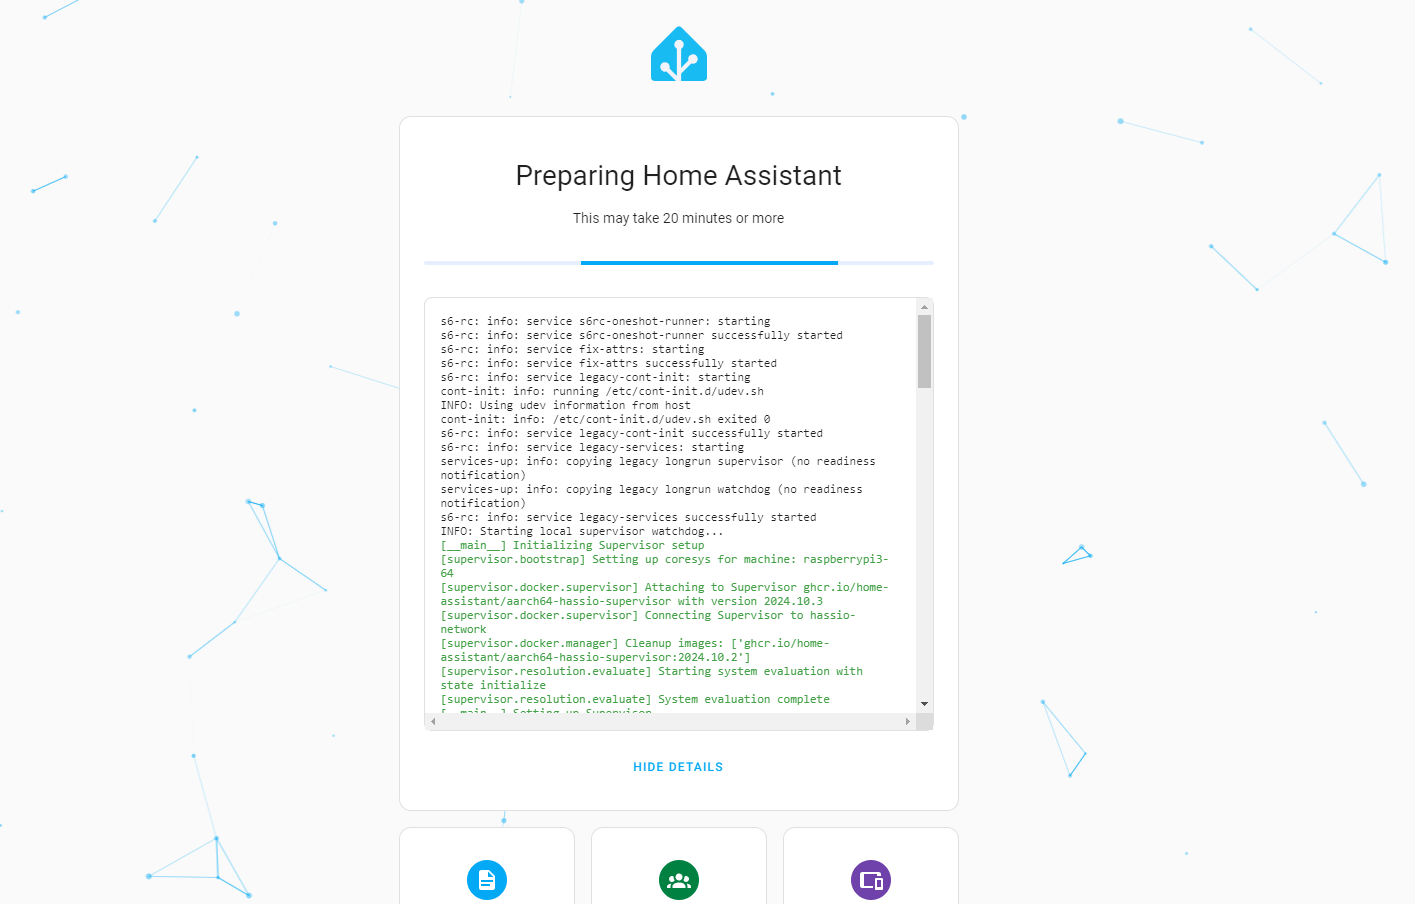 Preparing Home Assistant
This may take 20 minutes or more
s6-rc: info: service s6rc-oneshot-runner: starting
s6-rc: info: service s6rc-oneshot-runner successfully started
s6-rc: info: service fix-attrs: starting
s6-rc: info: service fix-attrs successfully started
s6-rc: info: service legacy-cont-init: starting
cont-init: info: running /etc/cont-init.d/udev.sh
INFO: Using udev information from host
cont-init: info: /etc/cont-init.d/udev.sh exited 0
s6-rc: info: service legacy-cont-init successfully started
s6-rc: info: service legacy-services: starting
services-up: info: copying legacy longrun supervisor (no readiness
notification)
services-up: info: copying legacy longrun watchdog (no readiness
notification)
s6-rc: info: service legacy-services successfully started
INFO: Starting local supervisor watchdog...
[__main__] Initializing Supervisor setup
[supervisor.bootstrap] Setting up coresys for machine: raspberrypi3-
64
[supervisor.docker.supervisor] Attaching to Supervisor ghcr.io/home-
assistant/aarch64-hassio-supervisor with version 2024.10.3
[supervisor.docker.supervisor] Connecting Supervisor to hassio-
network
[supervisor.docker.manager] Cleanup images: ['ghcr.io/home-
assistant/aarch64-hassio-supervisor:2024.10.2']
[supervisor.resolution.evaluate] Starting system evaluation with
state initialize
[supervisor.resolution.evaluate] System evaluation complete
[__main__] Setting up Supervisor
HIDE DETAILS